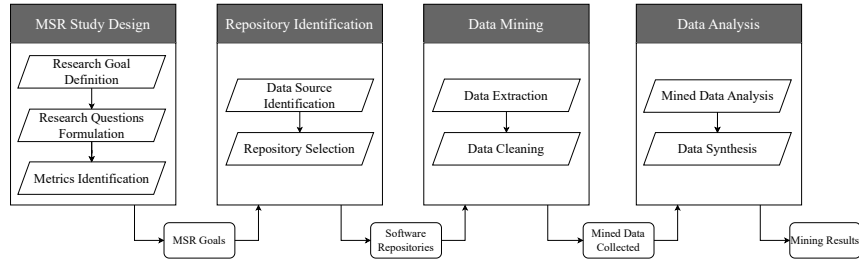 MSR Study Design
Research Goal
Definition
Research Questions
Formulation
Metrics Identification
MSR Goals
Repository Identification
Data Source
Identification
Repository Selection
Software
Repositories
Data Mining
Data Extraction
Data Cleaning
Mined Data
Collected
Data Analysis
Mined Data Analysis
Data Synthesis
Mining Results